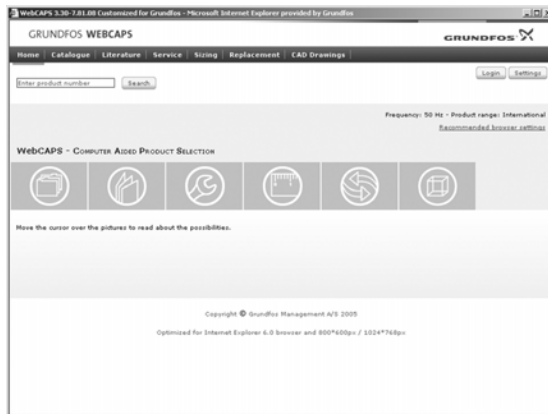 WebCAPS 3.30-7.81.08 Customized for Grundfos - Microsoft Internet Explorer provided by Grundfos
GRUNDFOS WEBCAPS
GRUNDFOS
Home Catalogue Literature Service Sizing Replacement CAD Drawings
Enter product number Search Login Settings
Frequency: 50 Hz - Product range: International
Recommended browser settings
WebCAPS - Computer Aided Product Selection
Move the cursor over the pictures to read about the possibilities.
Copyright © Grundfos Management A/S 2005
Optimized for Internet Explorer 6.0 browser and 800*600px / 1024*768px